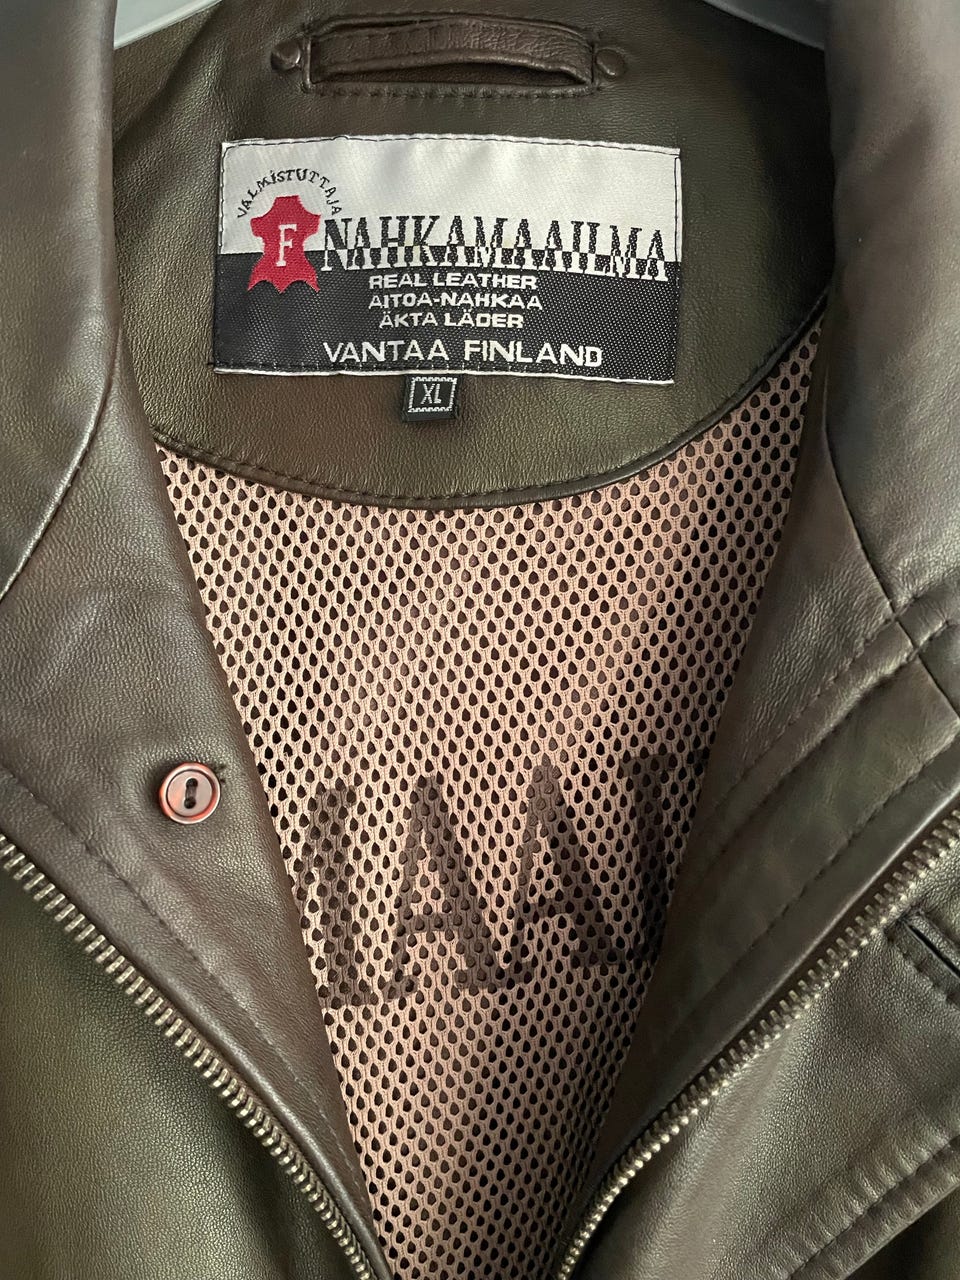 VALMISTUTTAJA
F
NAHKAMAAILMA
REAL LEATHER
AITOA-NAHKAA
ÄKTA LÄDER
VANTAA FINLAND
XL